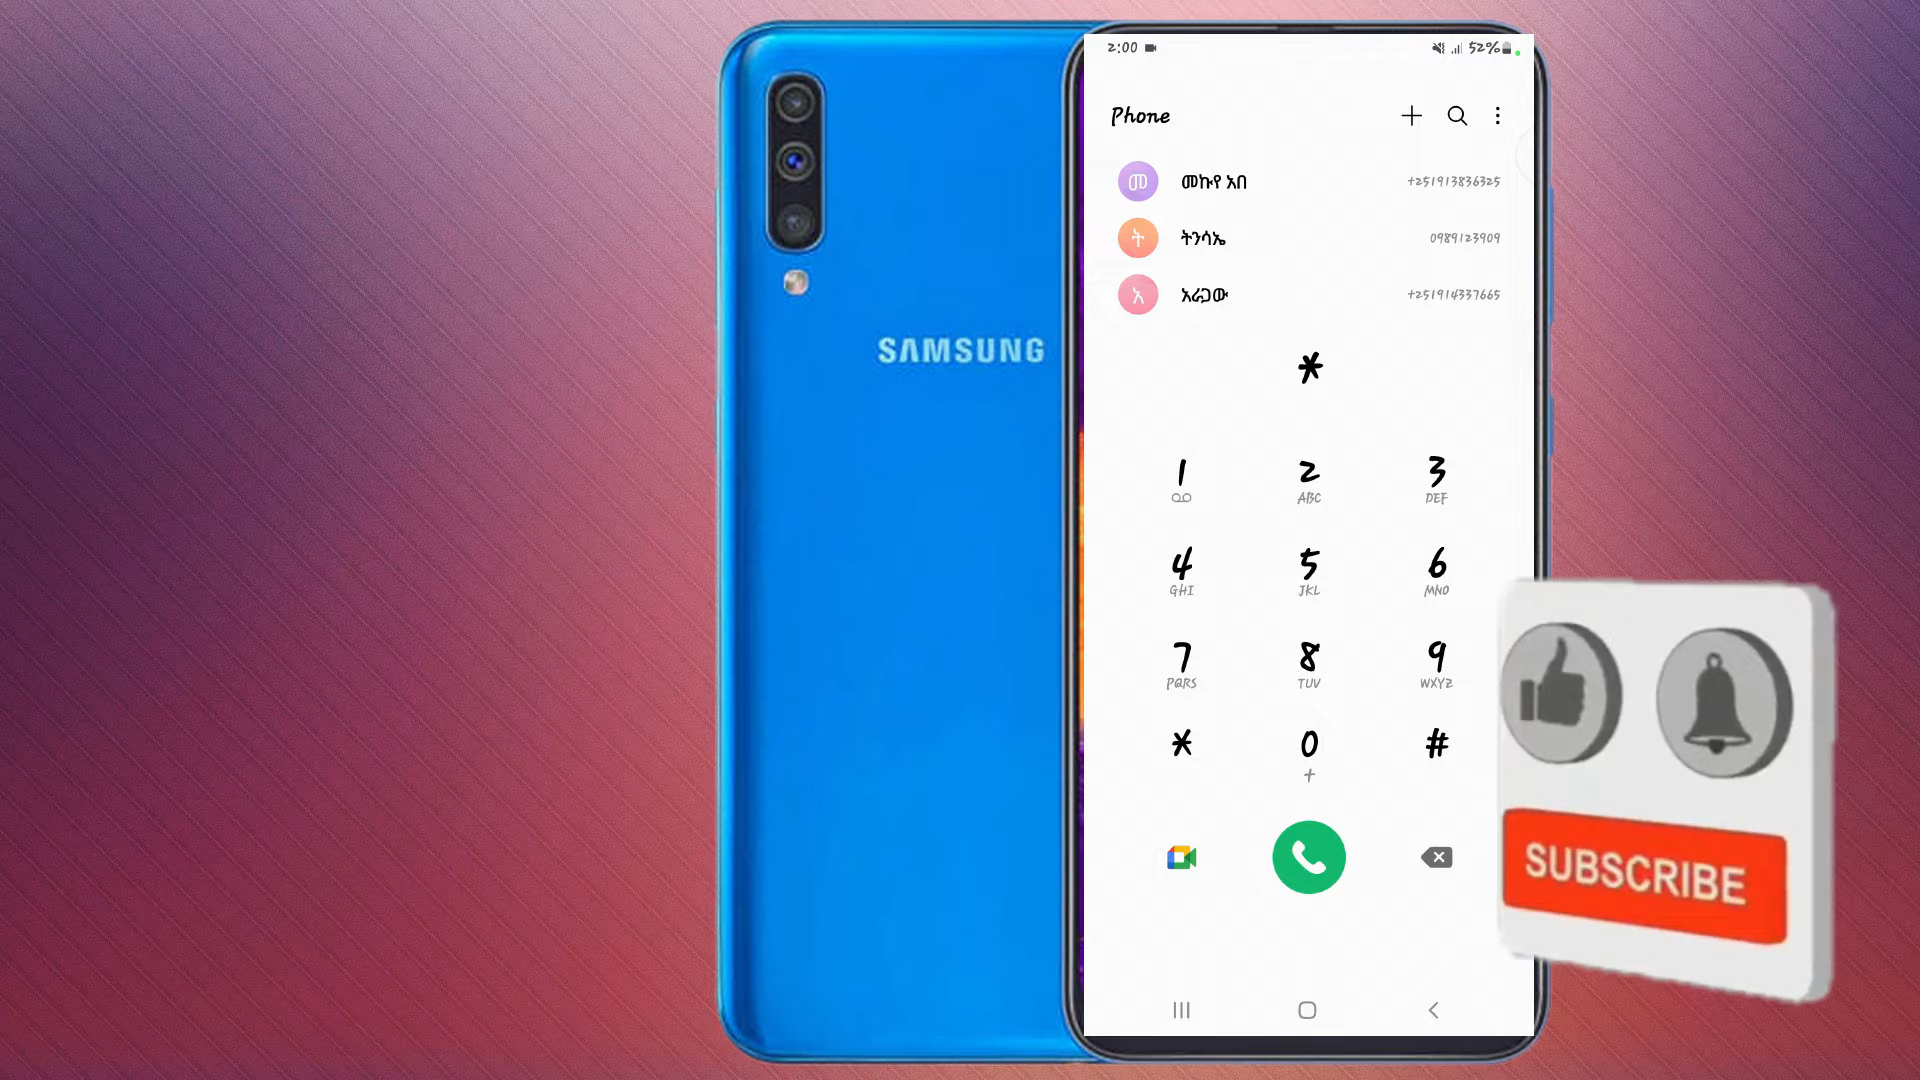 SAMSUNG
2:00 52%
Phone
መ መኩየ አበ +251913836325
ት ትንሳኤ 0989123909
አ አራጋው +251914337665
*
1 2 3
ABC DEF
4 5 6
GHI JKL MNO
7 8 9
PQRS TUV WXYZ
* 0 #
+
SUBSCRIBE